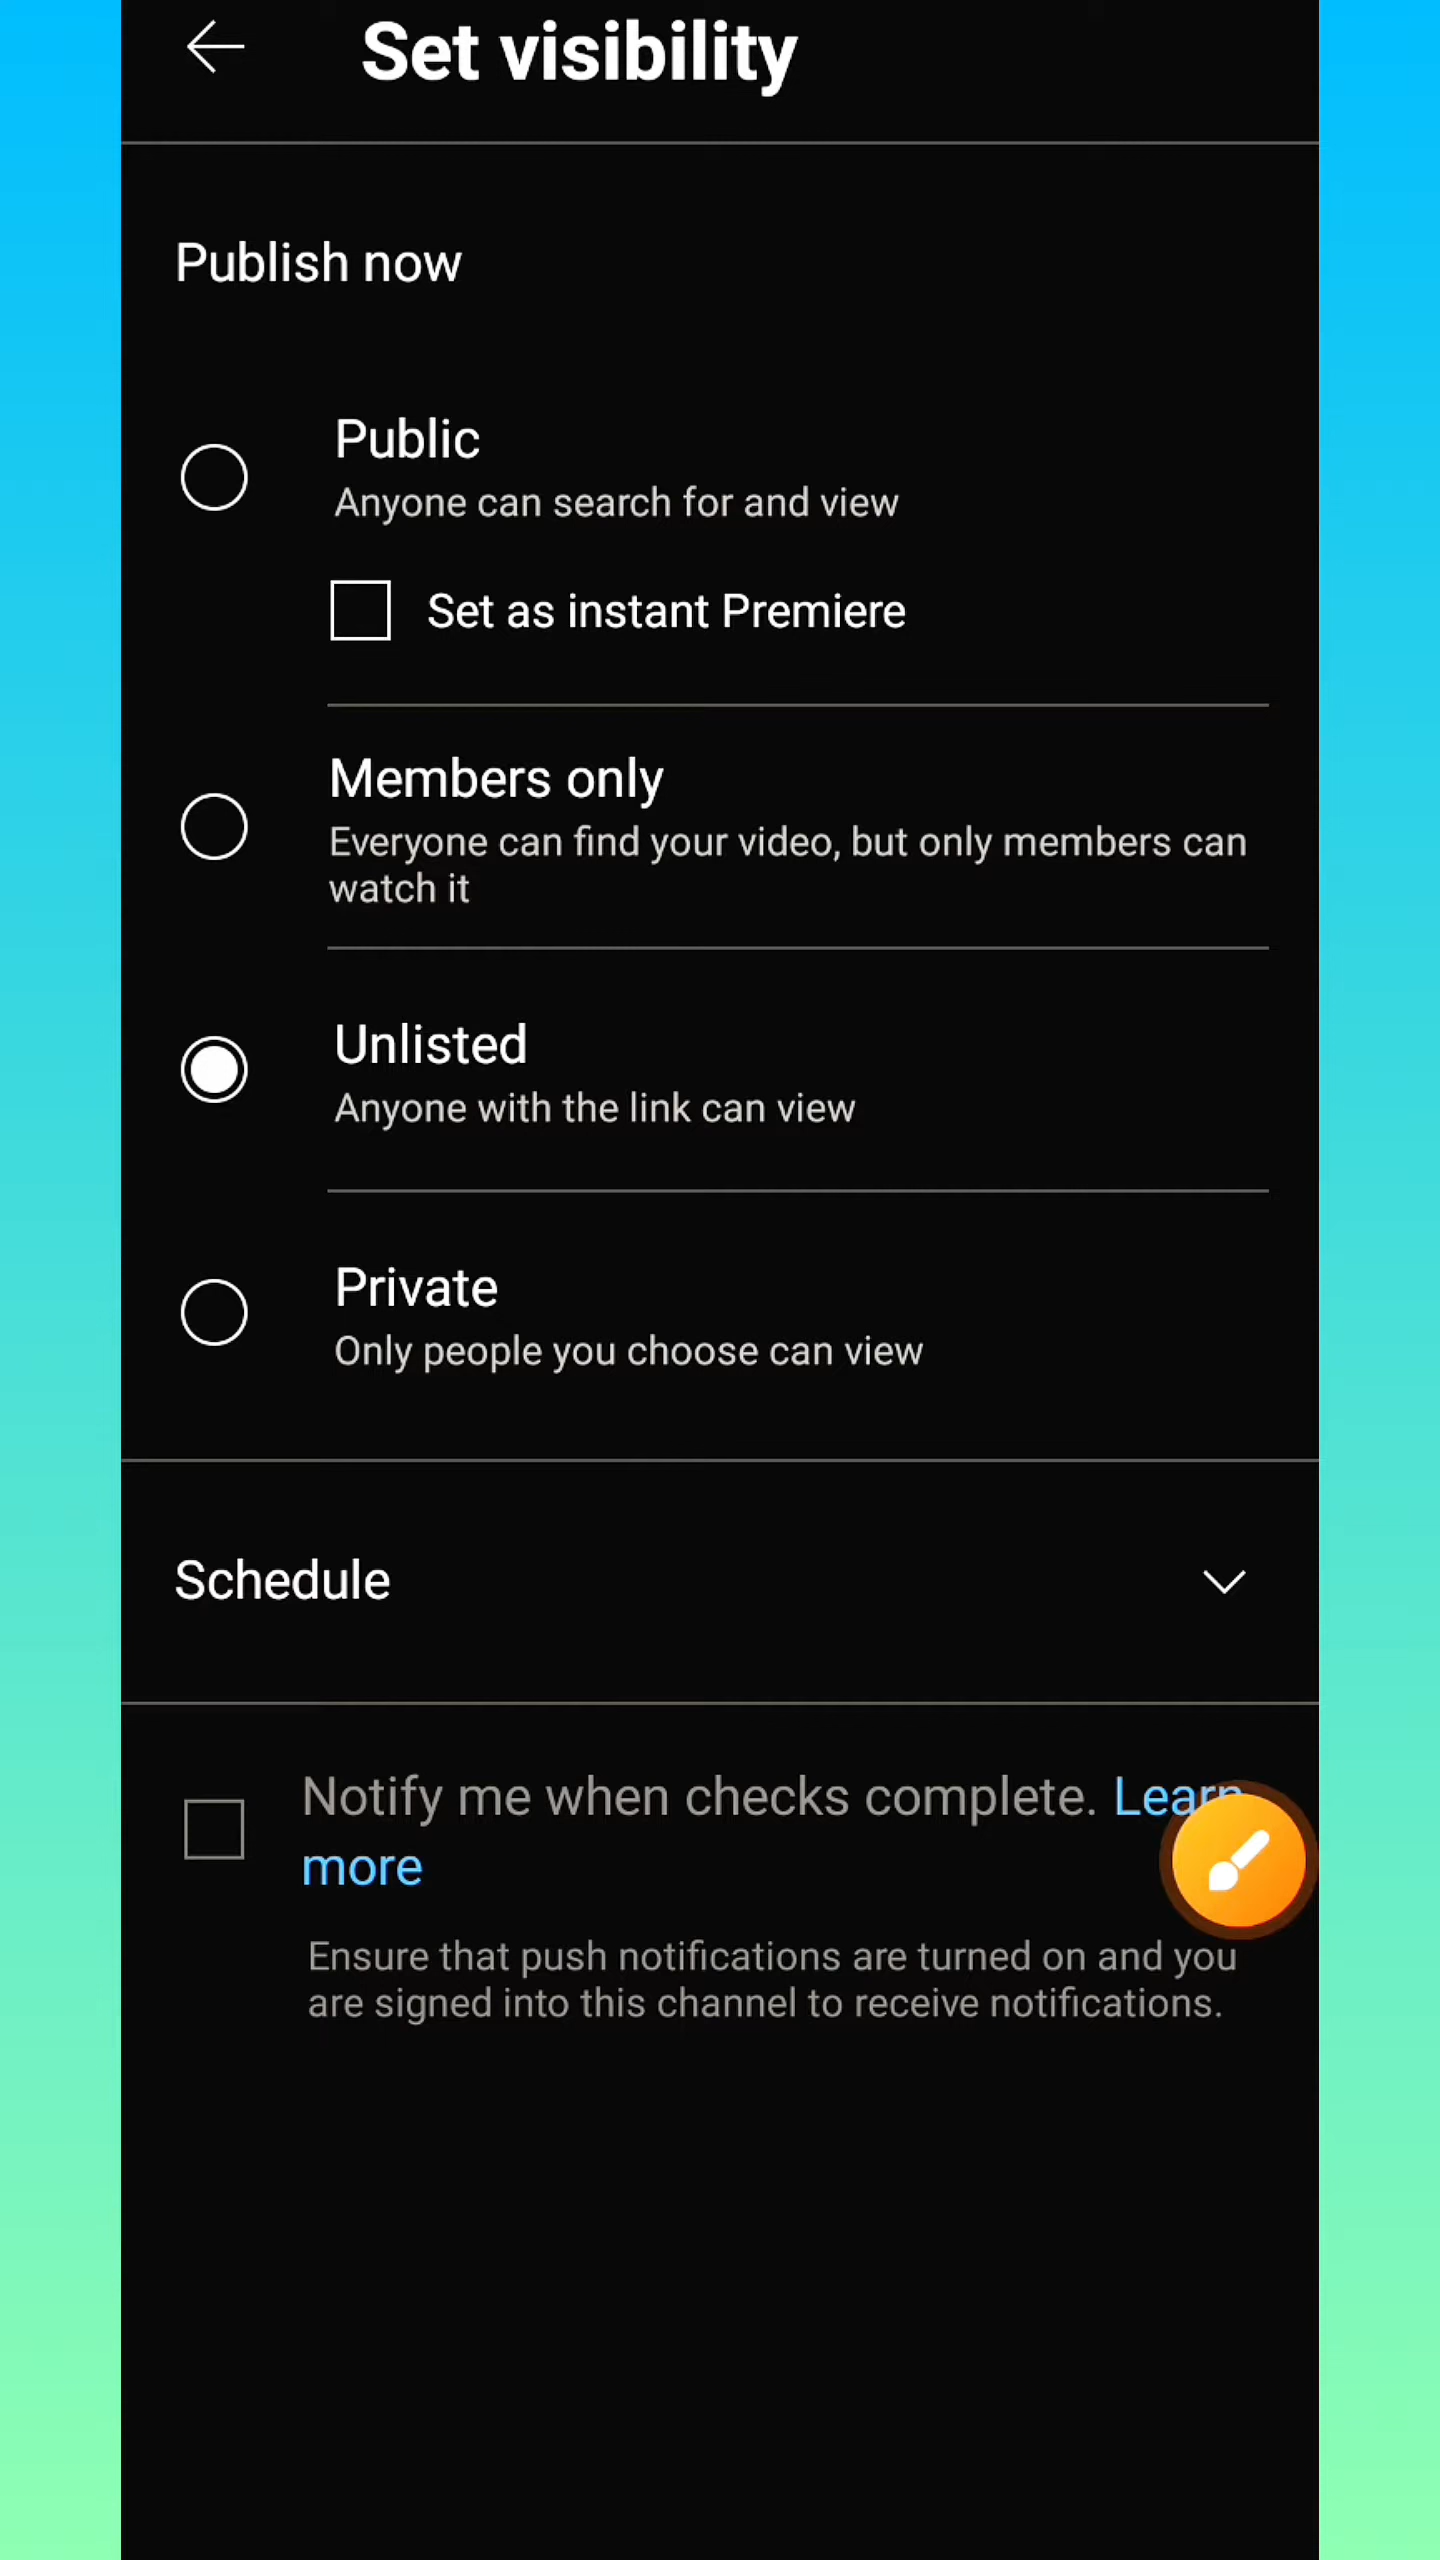 Set visibility
Publish now
Public
Anyone can search for and view
Set as instant Premiere
Members only
Everyone can find your video, but only members can
watch it
Unlisted
Anyone with the link can view
Private
Only people you choose can view
Schedule
Notify me when checks complete. Learn
more
Ensure that push notifications are turned on and you
are signed into this channel to receive notifications.